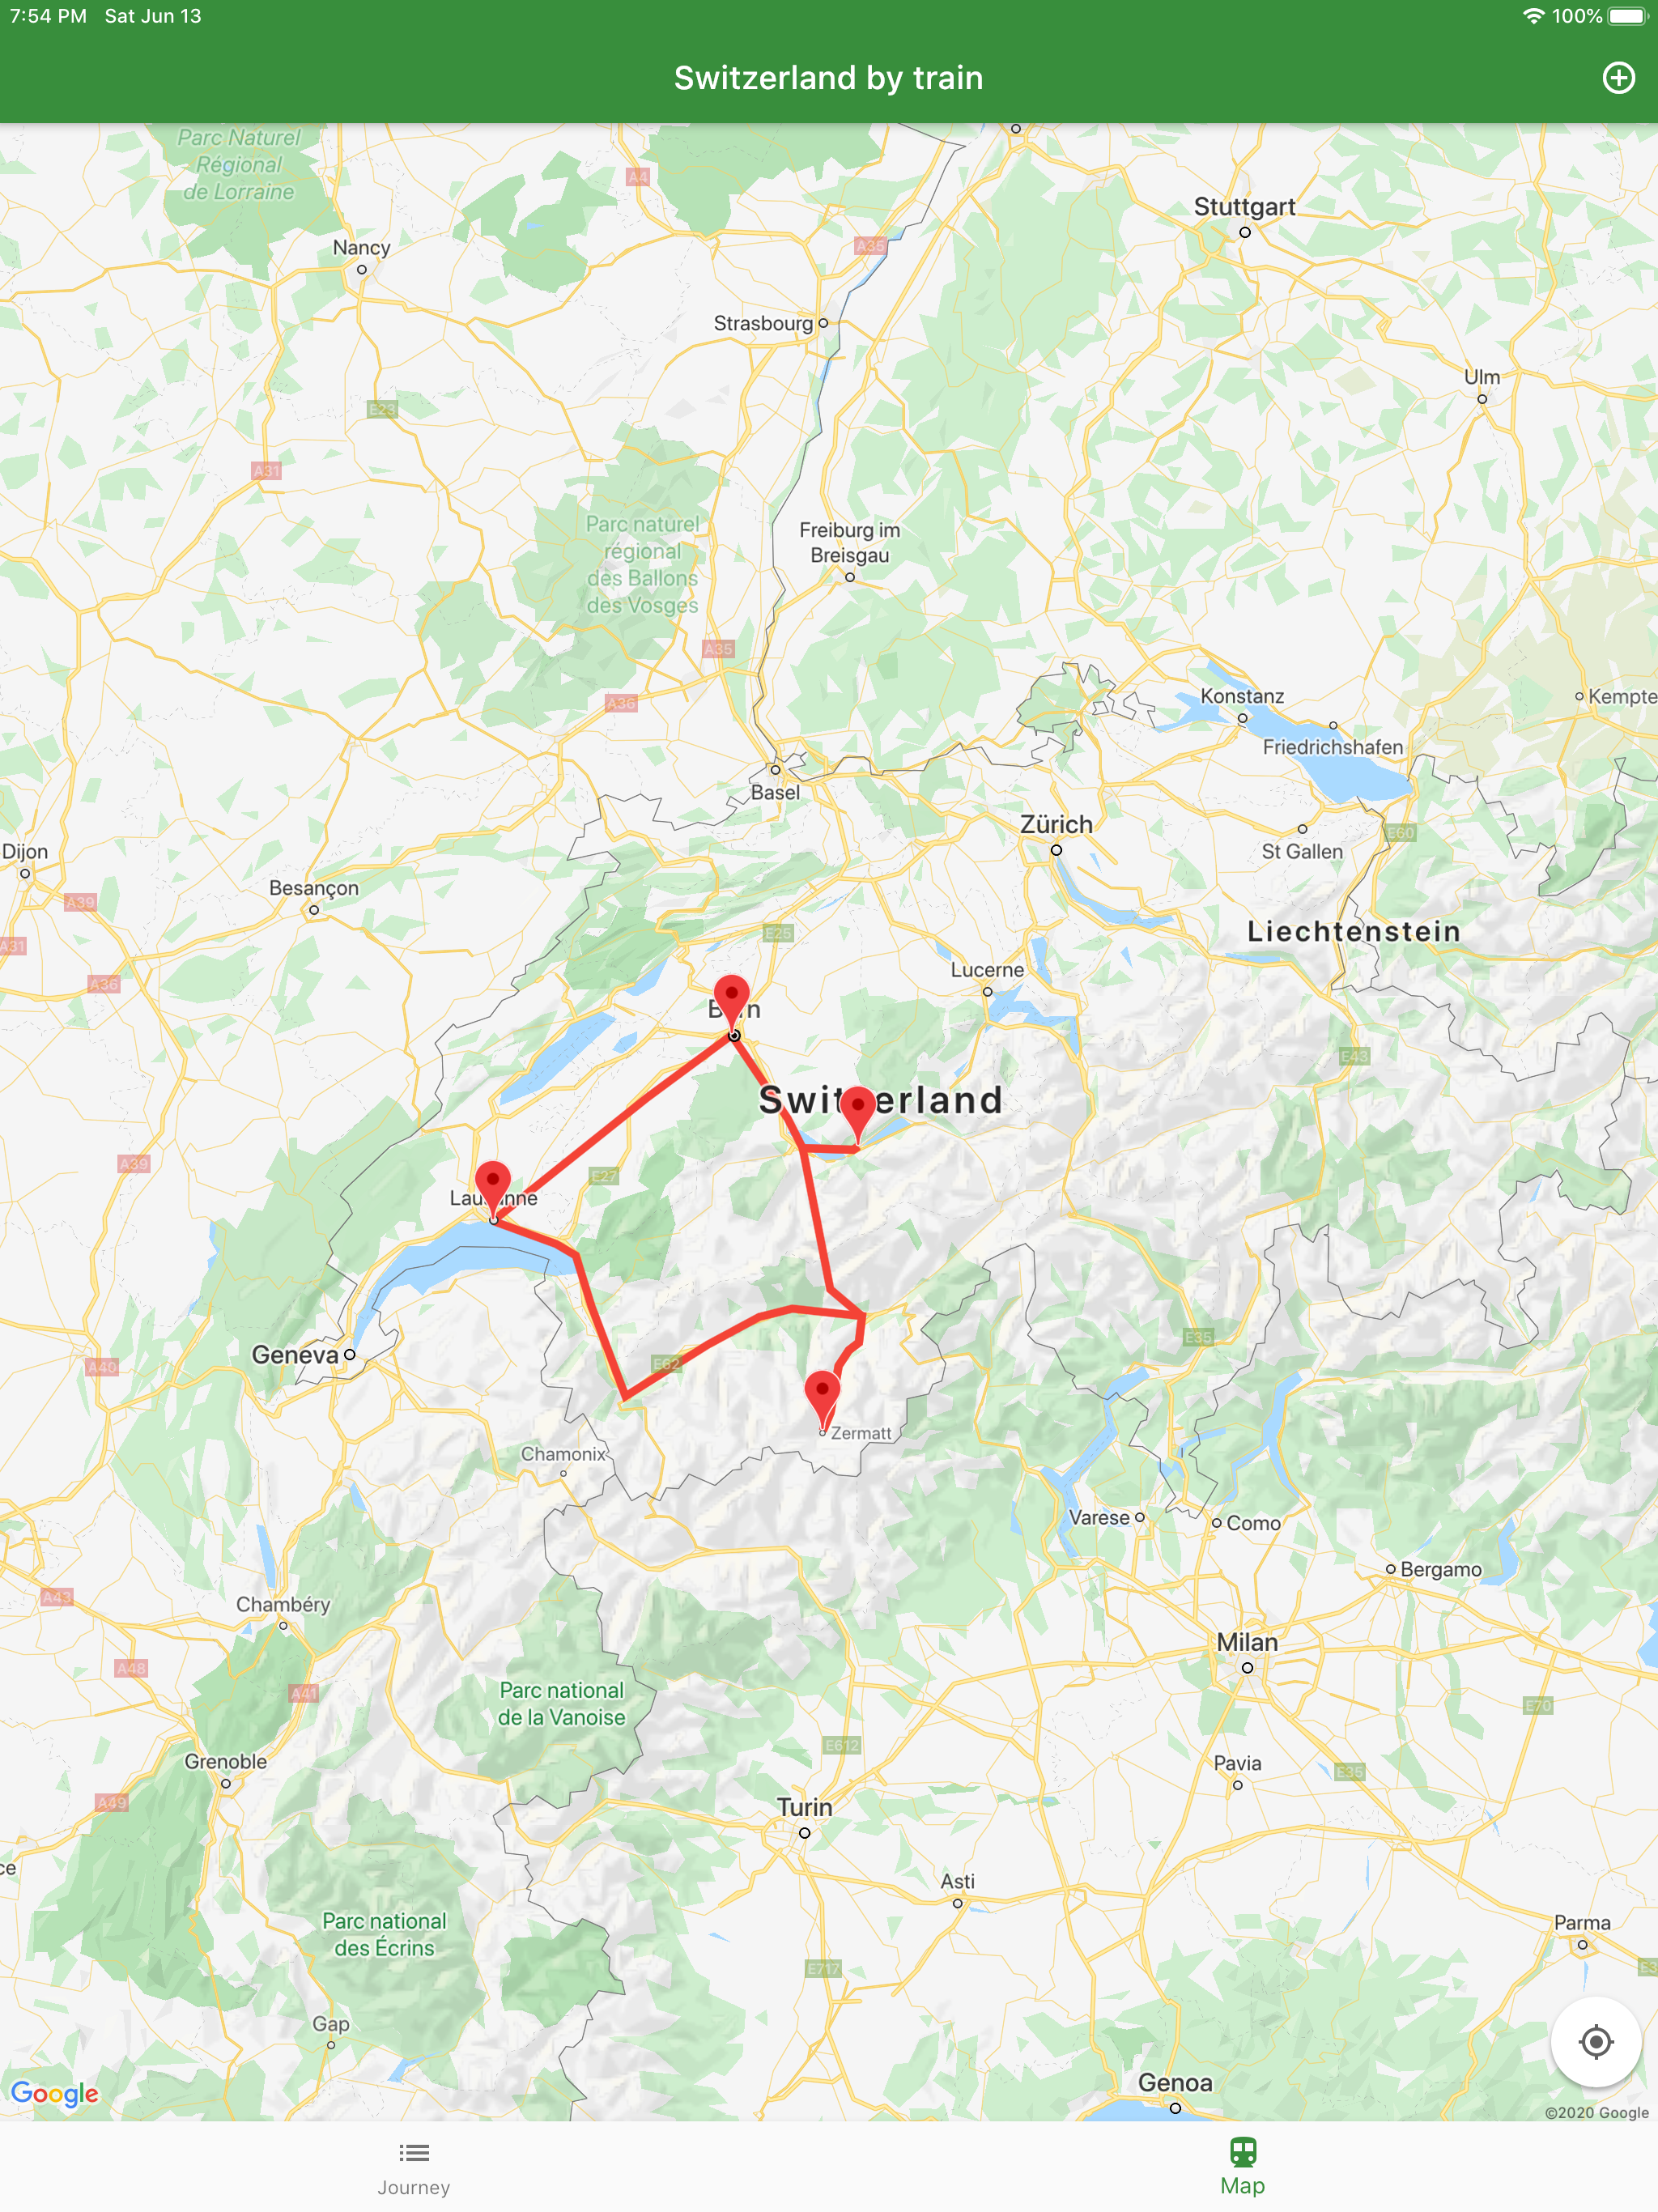 7:54 PM Sat Jun 13
100%
Switzerland by train
Parc Naturel
Régional
de Lorraine
A4
Stuttgart
Nancy
A35
Strasbourg
Ulm
E23
A31
Parc naturel
régional
des Ballons
des Vosges
Freiburg im
Breisgau
A35
A36
Konstanz
Kempte
Friedrichshafen
Basel
Zürich
E60
Dijon
St Gallen
Besançon
A39
Liechtenstein
A31
E25
Lucerne
A36
B n
E43
Swit erland
A39
E27
Lau nne
E35
Geneva
A40
E62
Zermatt
Chamonix
Varese
Como
Bergamo
A43
Chambéry
Milan
A48
A41
Parc national
de la Vanoise
E70
E612
Grenoble
Pavia
E35
A49
Turin
ce
Asti
Parc national
des Écrins
Parma
E717
E3
Gap
Genoa
Google
©2020 Google
Journey
Map